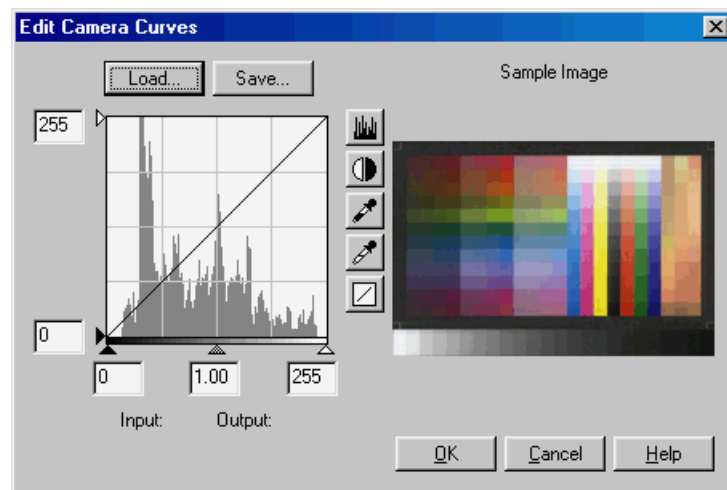 Edit Camera Curves
Load... Save...
Sample Image
255
0
0 1.00 255
Input: Output:
OK Cancel Help